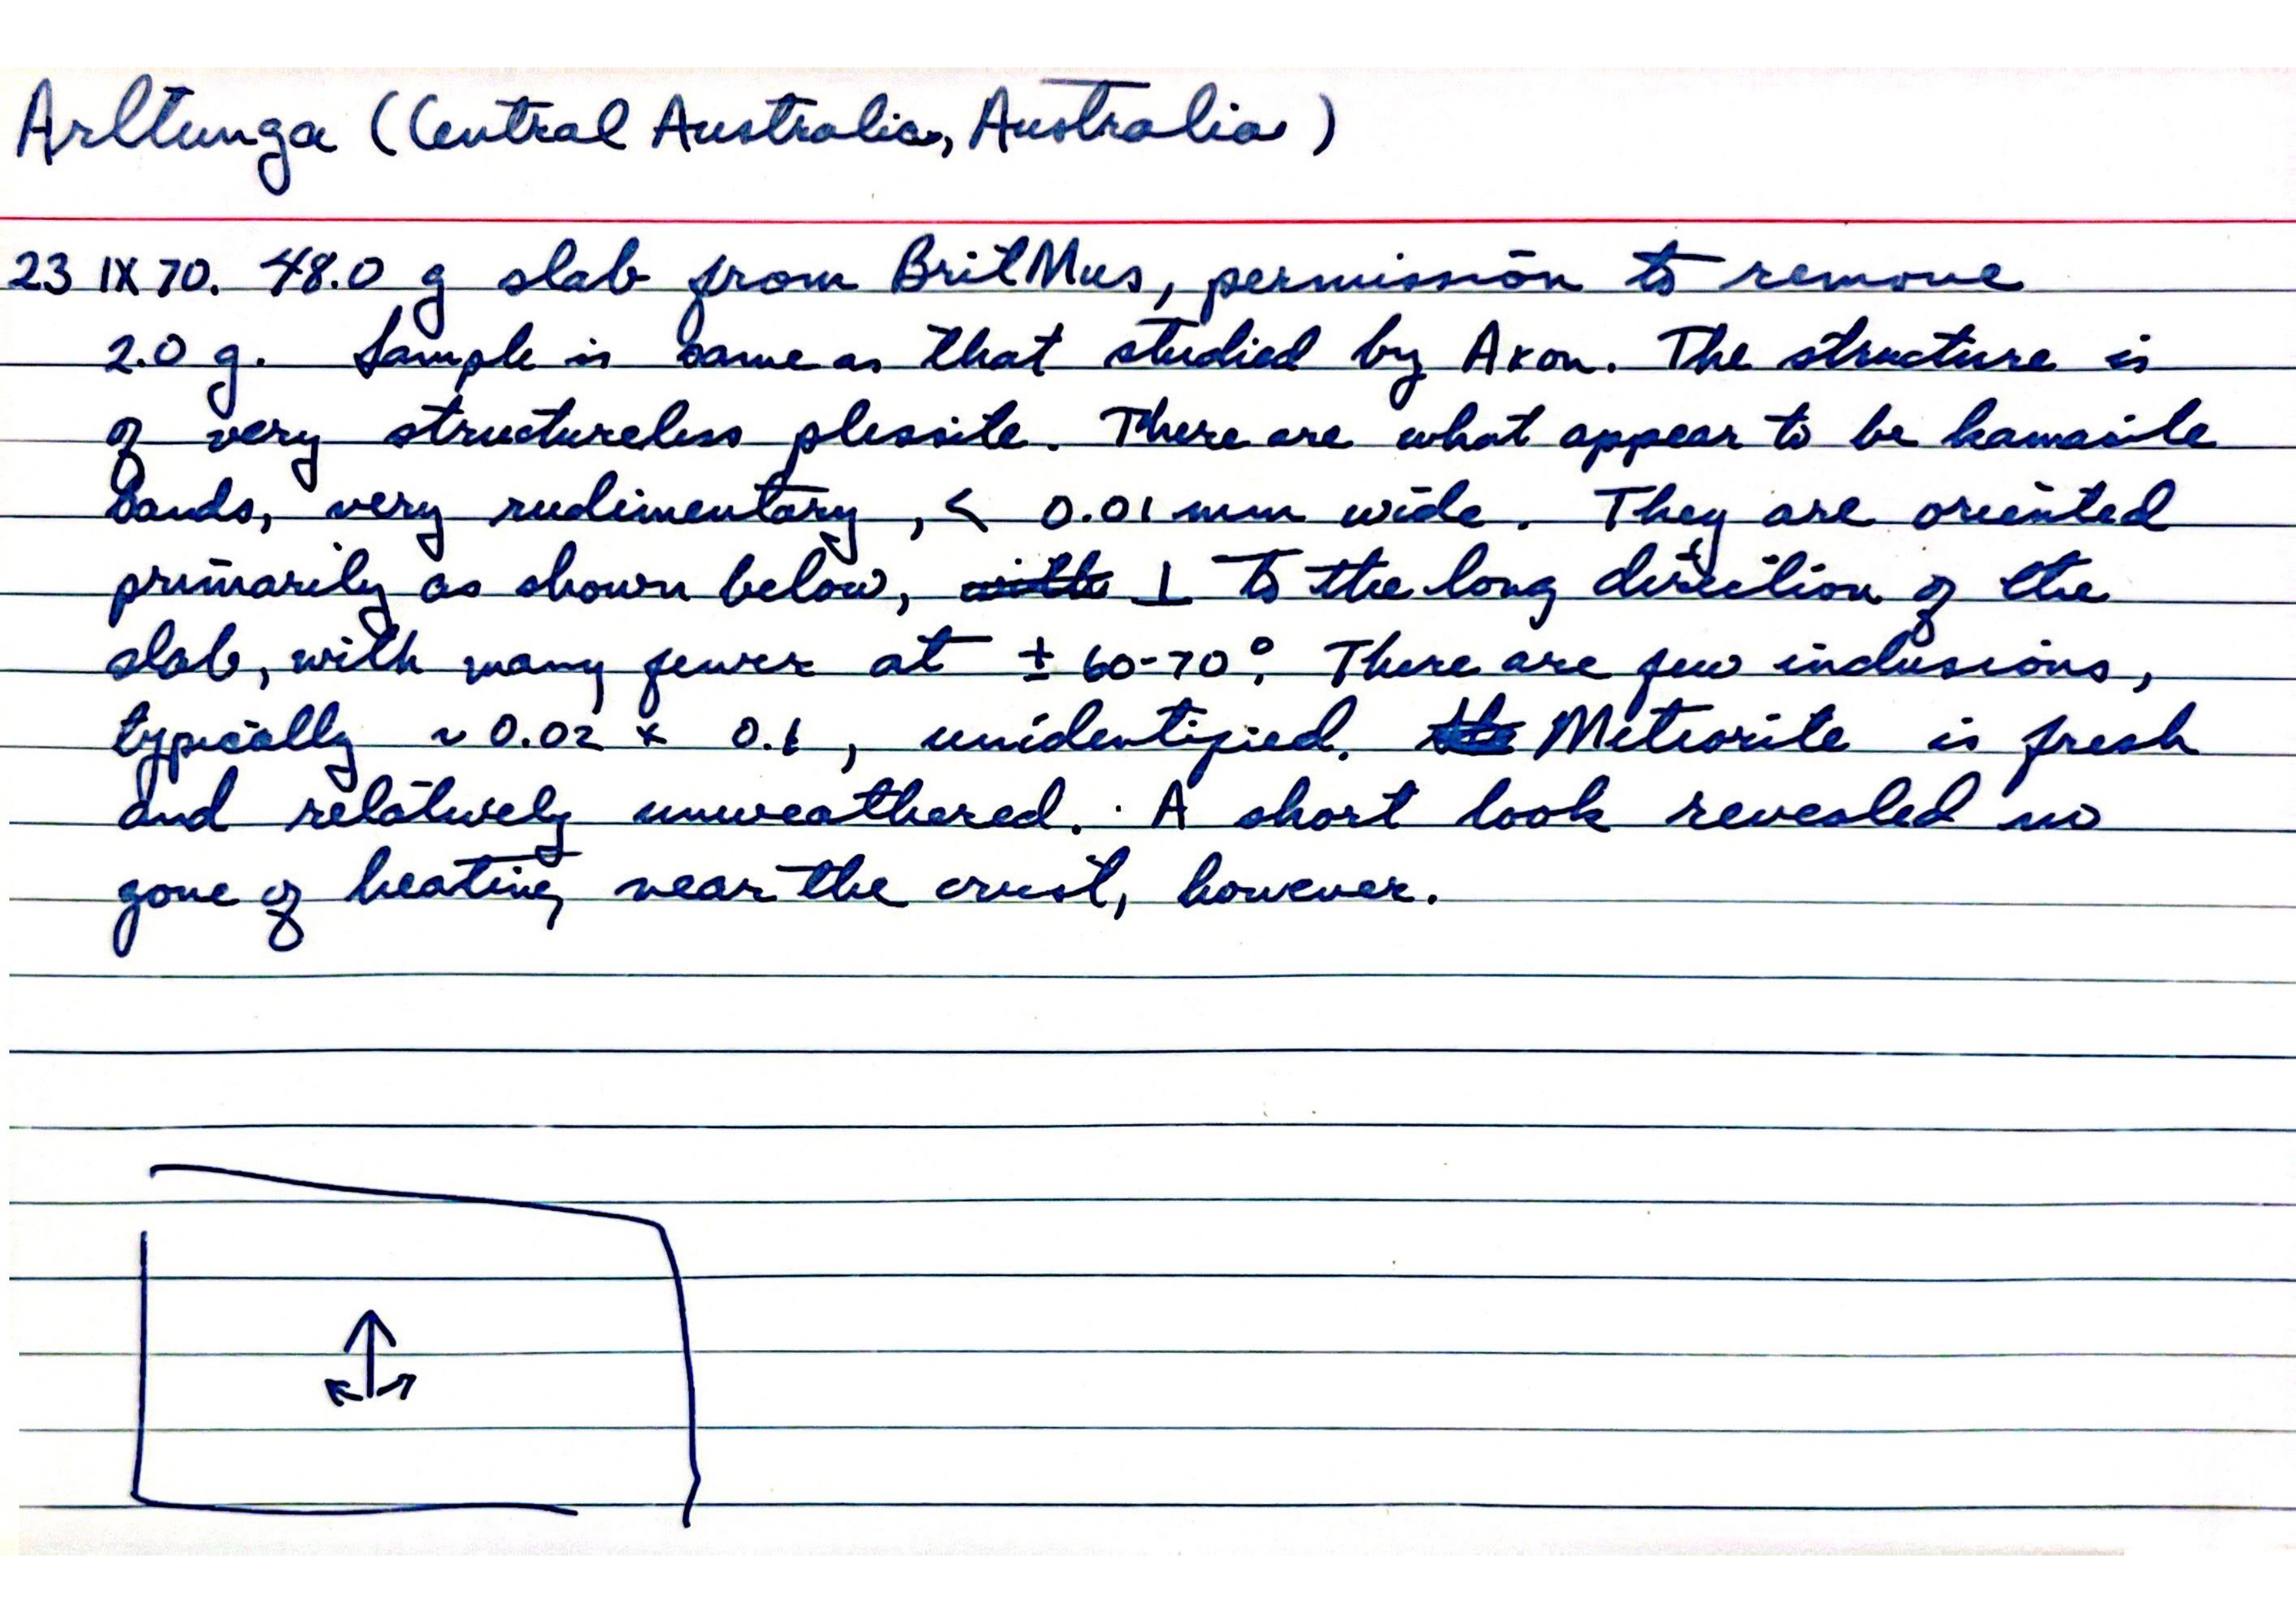 Arltunga (Central Australia, Australia)
23 IX 70. 48.0 g slab from BritMus, permission to remove
2.0 g. Sample is same as that studied by Axon. The structure is
of very structureless plessite. There are what appear to be kamacite
bands, very rudimentary, < 0.01 mm wide. They are oriented
primarily as shown below, with ⊥ to the long direction of the
slab, with many fewer at ± 60-70°. There are few inclusions,
typically ~ 0.02 x 0.1, unidentified. the Meteorite is fresh
and relatively unweathered. A short look revealed no
zone of heating near the crust, however.